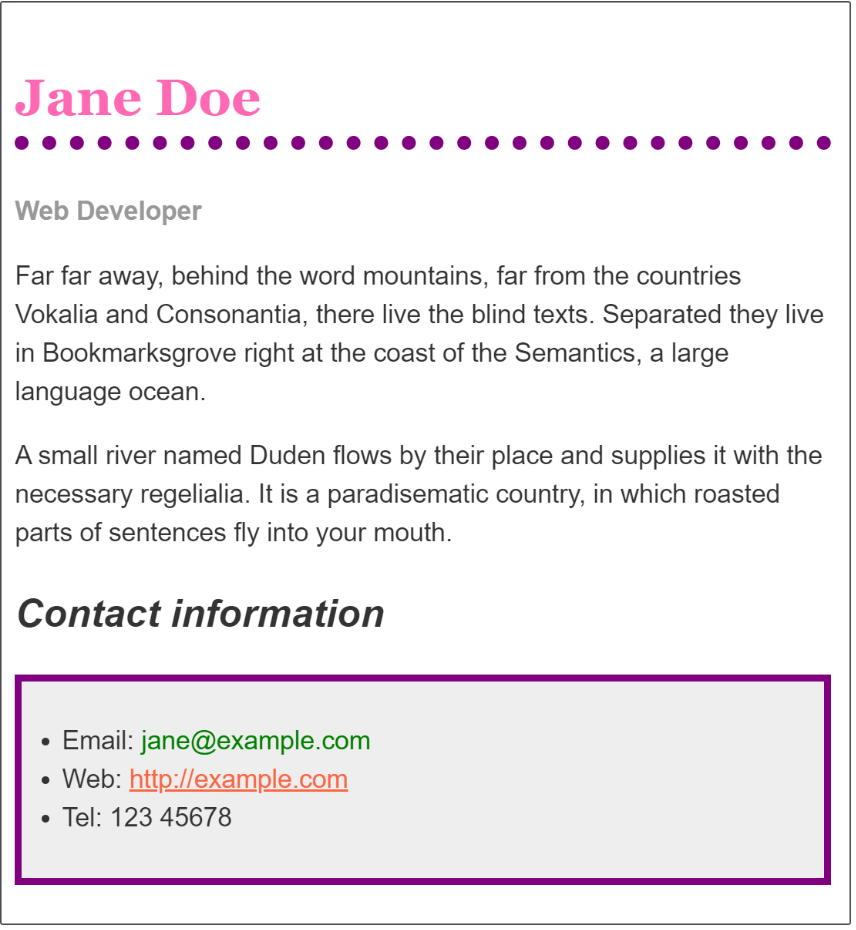 Jane Doe
Web Developer
Far far away, behind the word mountains, far from the countries
Vokalia and Consonantia, there live the blind texts. Separated they live
in Bookmarksgrove right at the coast of the Semantics, a large
language ocean.
A small river named Duden flows by their place and supplies it with the
necessary regelialia. It is a paradisematic country, in which roasted
parts of sentences fly into your mouth.
Contact information
• Email: jane@example.com
• Web: http://example.com
• Tel: 123 45678